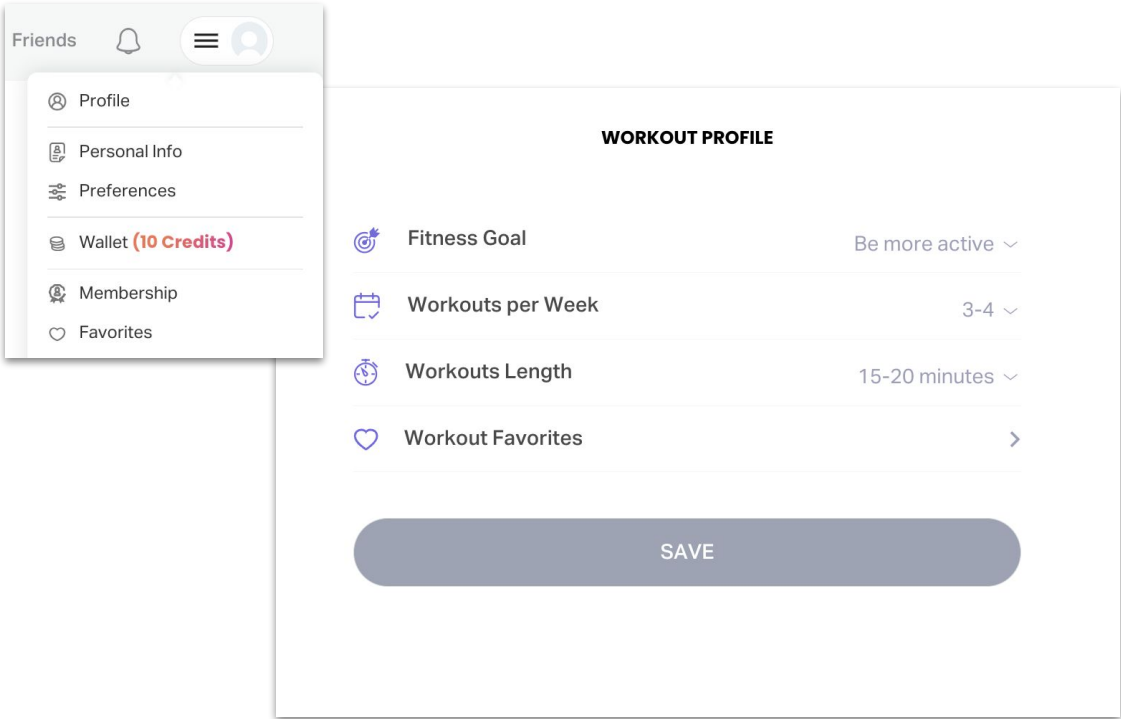 Friends
Profile
Personal Info
Preferences
Wallet (10 Credits)
Membership
Favorites
WORKOUT PROFILE
Fitness Goal Be more active
Workouts per Week 3-4
Workouts Length 15-20 minutes
Workout Favorites
SAVE